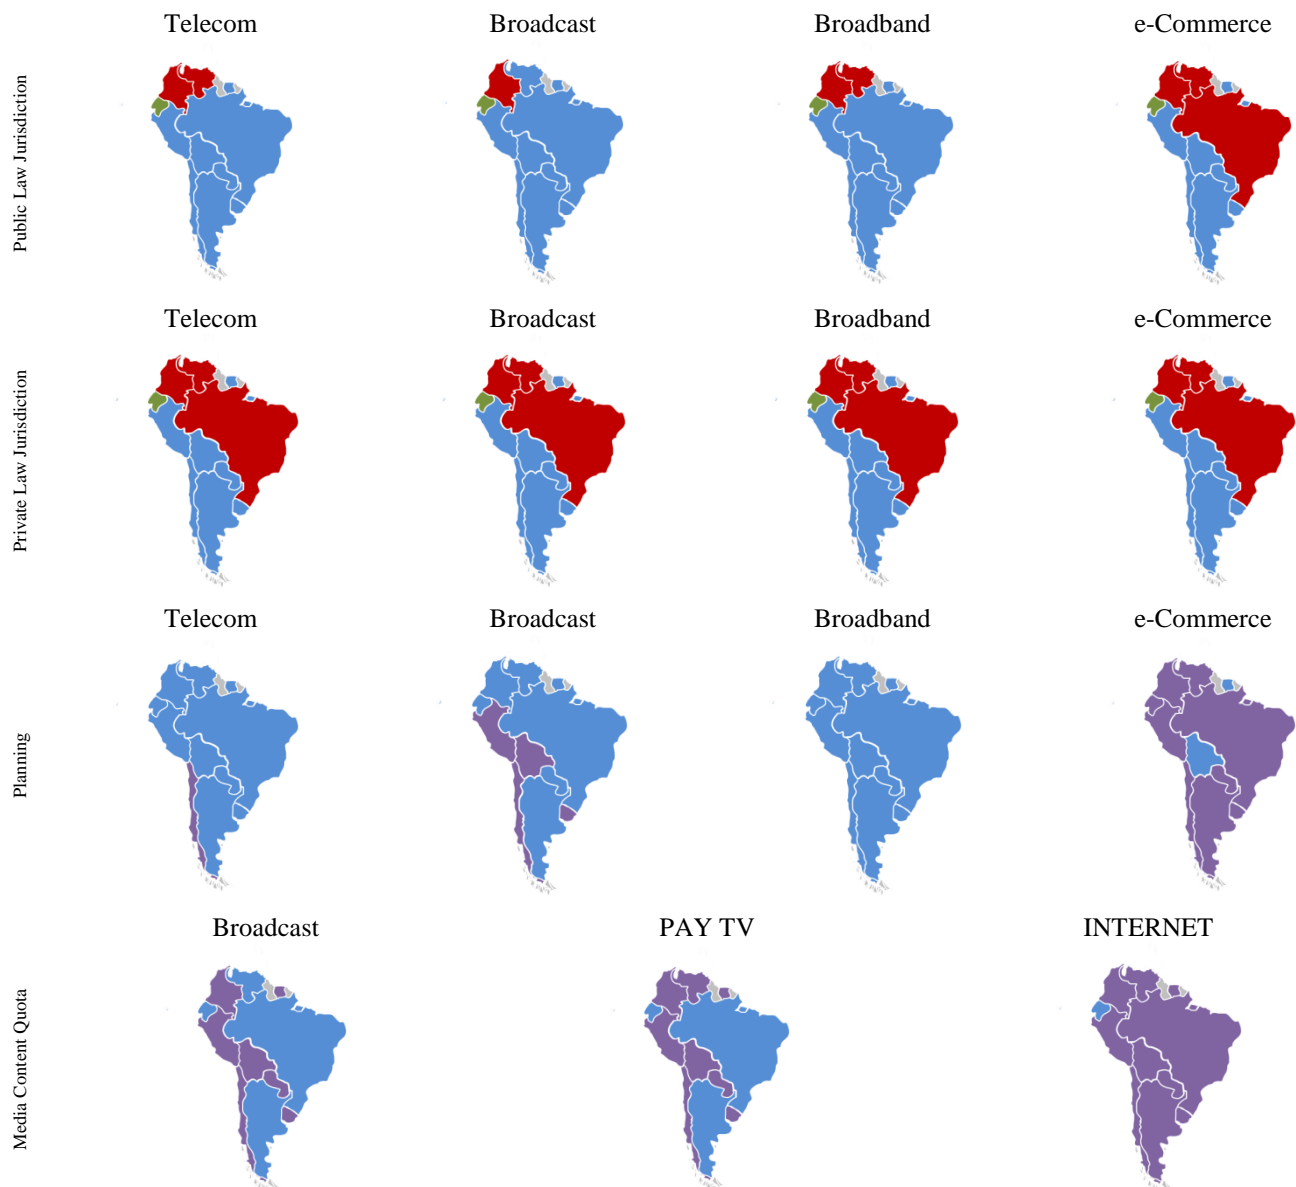 Telecom Broadcast Broadband e-Commerce
Public Law Jurisdiction
Telecom Broadcast Broadband e-Commerce
Private Law Jurisdiction
Telecom Broadcast Broadband e-Commerce
Planning
Broadcast PAY TV INTERNET
Media Content Quota